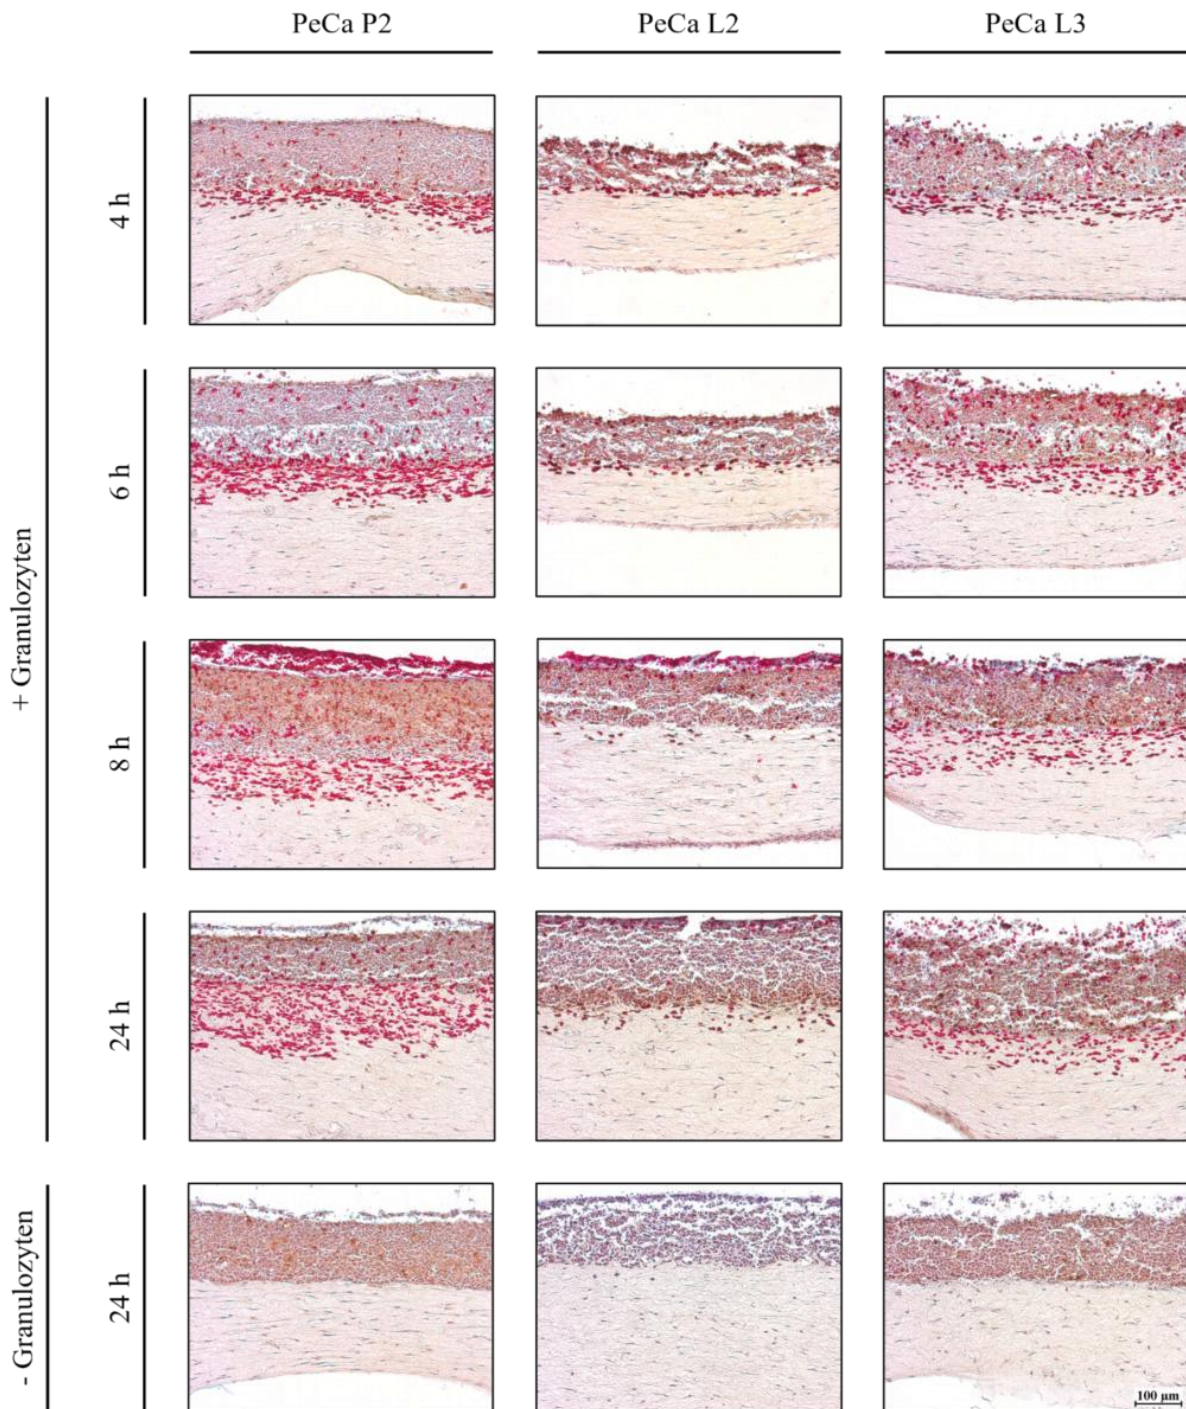 PeCa P2
PeCa L2
PeCa L3
+ Granulozyten
4 h
6 h
8 h
24 h
- Granulozyten
24 h
100 µm